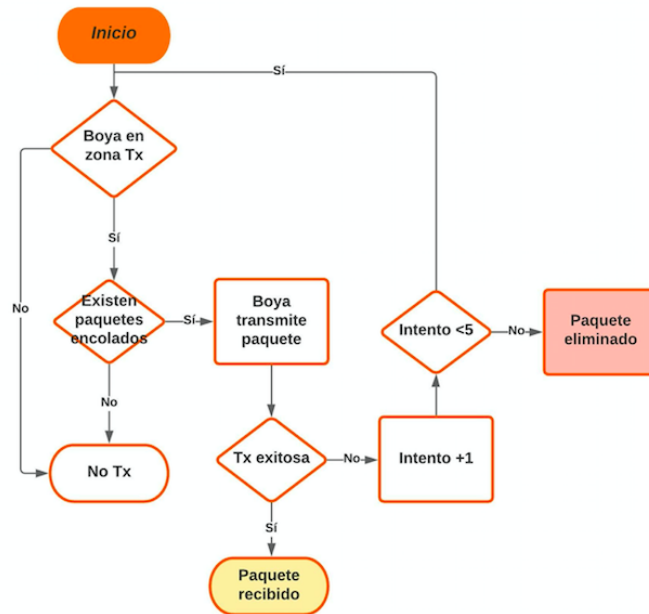 Inicio
Sí
Boya en
zona Tx
Sí
No
Existen
paquetes
encolados
Sí
Boya
transmite
paquete
Intento <5
No
Paquete
eliminado
No
No Tx
Tx exitosa
No
Intento +1
Sí
Paquete
recibido